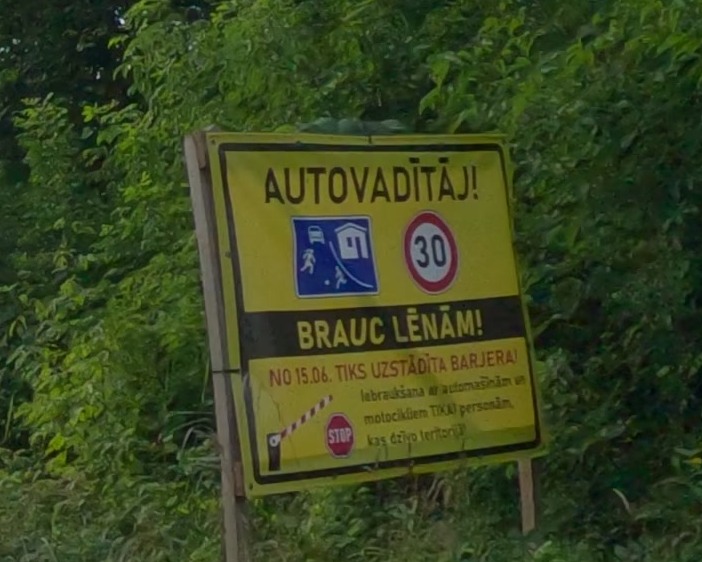 AUTOVADĪTĀJ!
30
BRAUC LĒNĀM!
NO 15.06. TIKS UZSTĀDĪTA BARJERA!
Iebraukšana ar automašīnām un
motocikliem TIKAI personām,
STOP
kas dzīvo teritorijā!